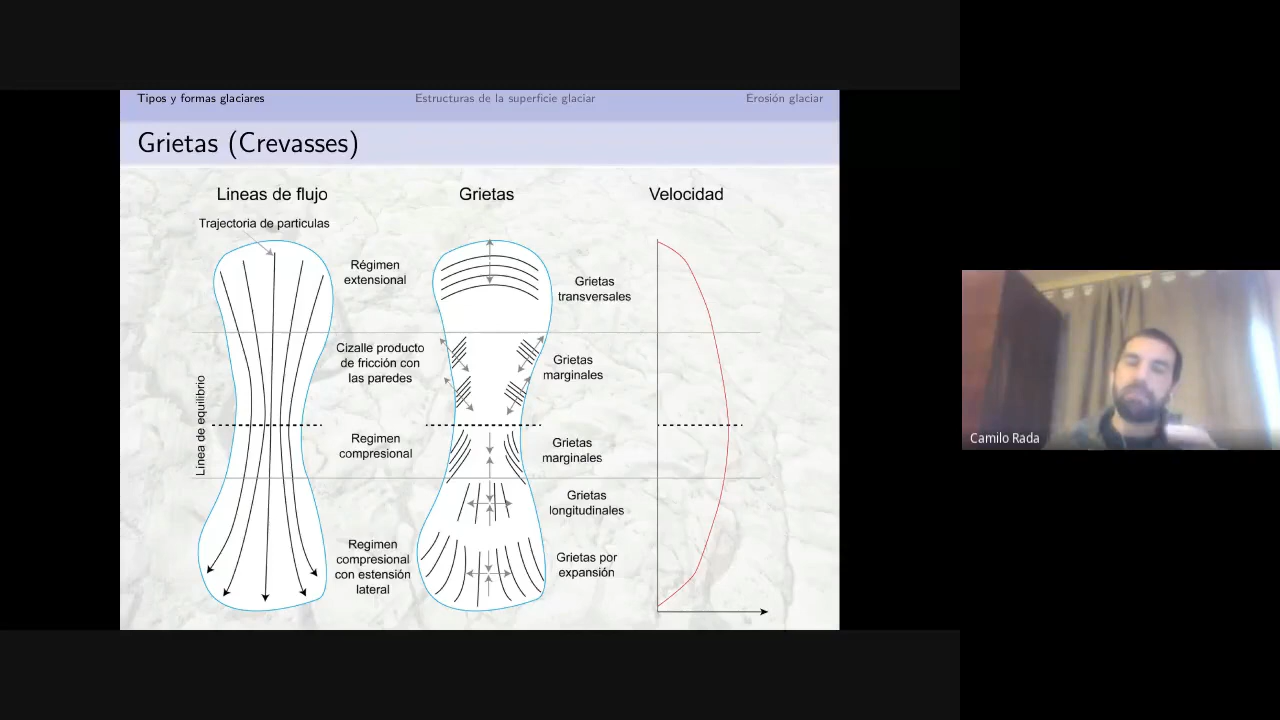 Tipos y formas glaciares
Estructuras de la superficie glaciar
Erosión glaciar
Grietas (Crevasses)
Lineas de flujo
Grietas
Velocidad
Trajectoria de particulas
Régimen
extensional
Grietas
transversales
Cizalle producto
de fricción con
las paredes
Grietas
marginales
Línea de equilibrio
Regimen
compresional
Grietas
marginales
Grietas
longitudinales
Regimen
compresional
con estensión
lateral
Grietas por
expansión
Camilo Rada